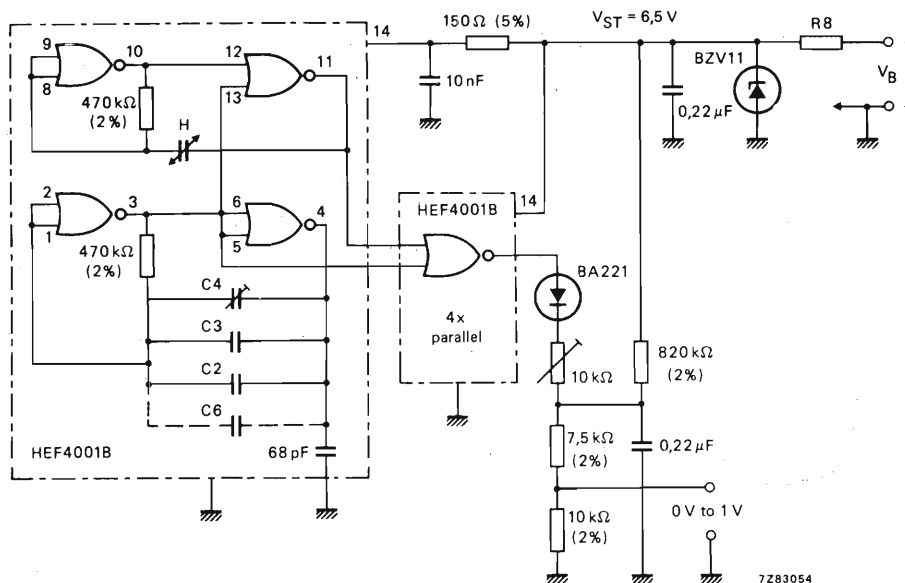 150 Ω (5%)
V_ST = 6,5 V
R8
14
9
8
10
12
13
11
10 nF
BZV11
0,22 µF
V_B
470 kΩ
(2%)
H
2
1
3
6
5
4
14
HEF4001B
470 kΩ
(2%)
C4
BA221
C3
4x
parallel
820 kΩ
(2%)
10 kΩ
C2
C6
HEF4001B
68 pF
7,5 kΩ
(2%)
0,22 µF
10 kΩ
(2%)
0 V to 1 V
7Z83054